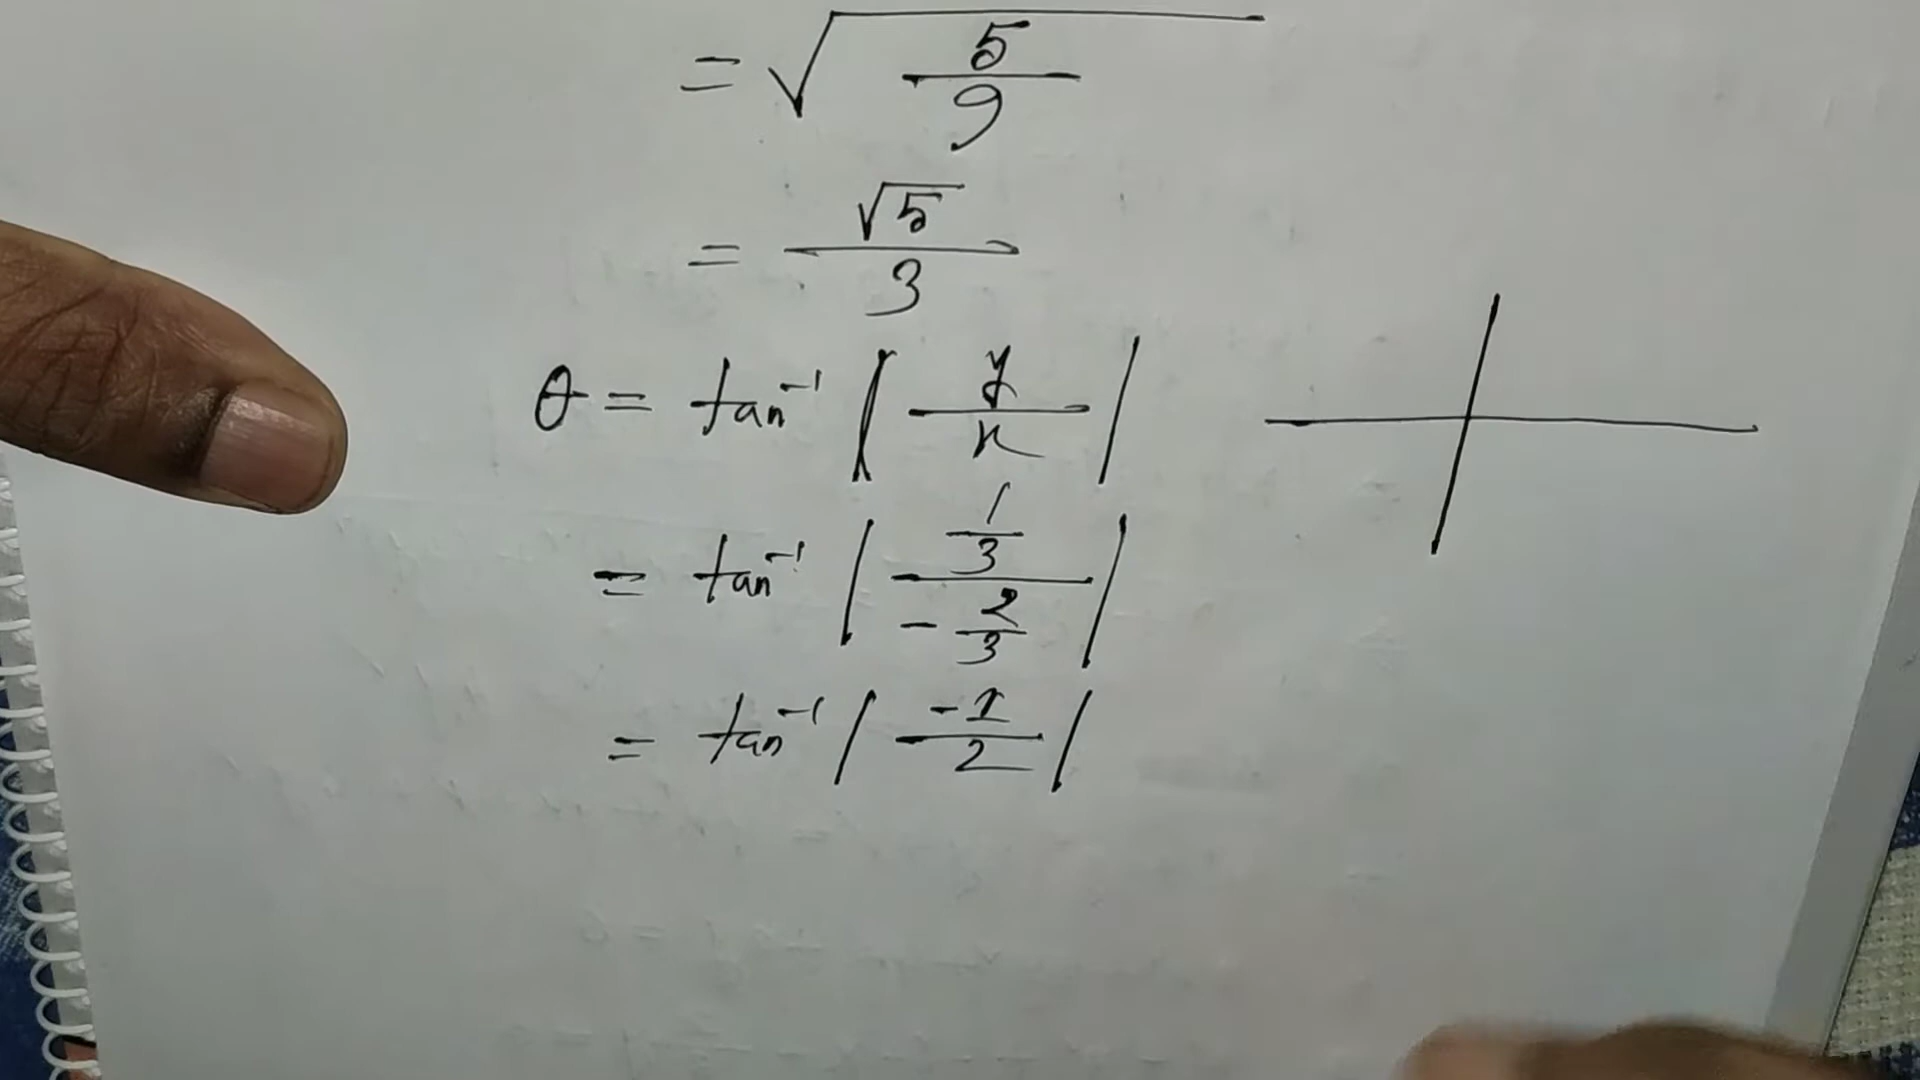 = √(5/9)
= √5/3
θ = tan⁻¹ |y/x|
= tan⁻¹ |(1/3)/(-2/3)|
= tan⁻¹ |-1/2|